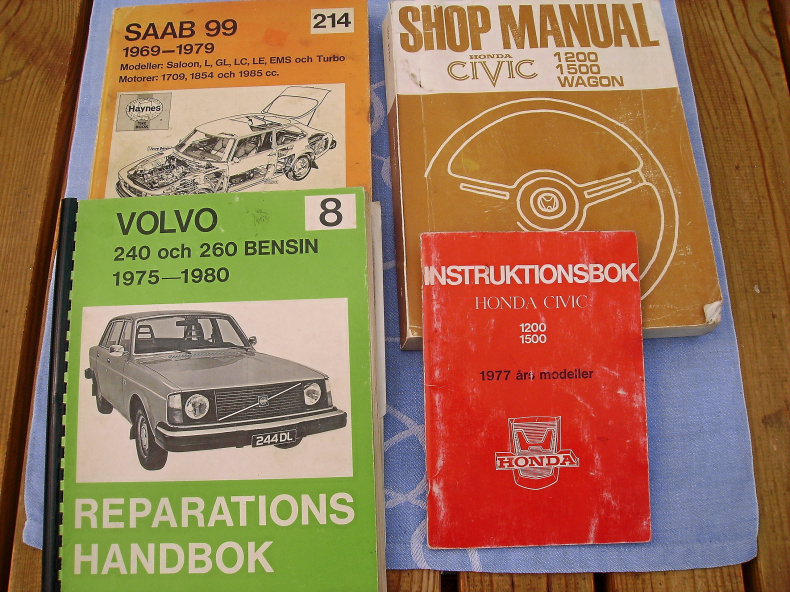 SAAB 99
214
1969—1979
Modeller: Saloon, L, GL, LC, LE, EMS och Turbo
Motorer: 1709, 1854 och 1985 cc.
Haynes
SHOP MANUAL
HONDA
CIVIC
1200
1500
WAGON
VOLVO
8
240 och 260 BENSIN
1975—1980
244DL
REPARATIONS
HANDBOK
INSTRUKTIONSBOK
HONDA CIVIC
1200
1500
1977 års modeller
HONDA